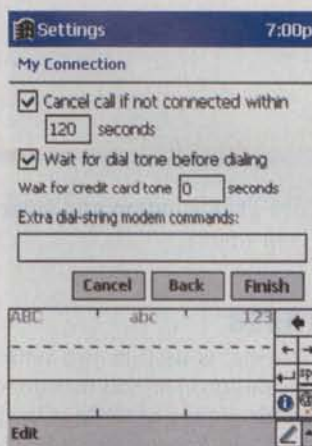 Settings 7:00p
My Connection
Cancel call if not connected within
120 seconds
Wait for dial tone before dialing
Wait for credit card tone 0 seconds
Extra dial-string modem commands:
Cancel Back Finish
ABC abc 123
Edit